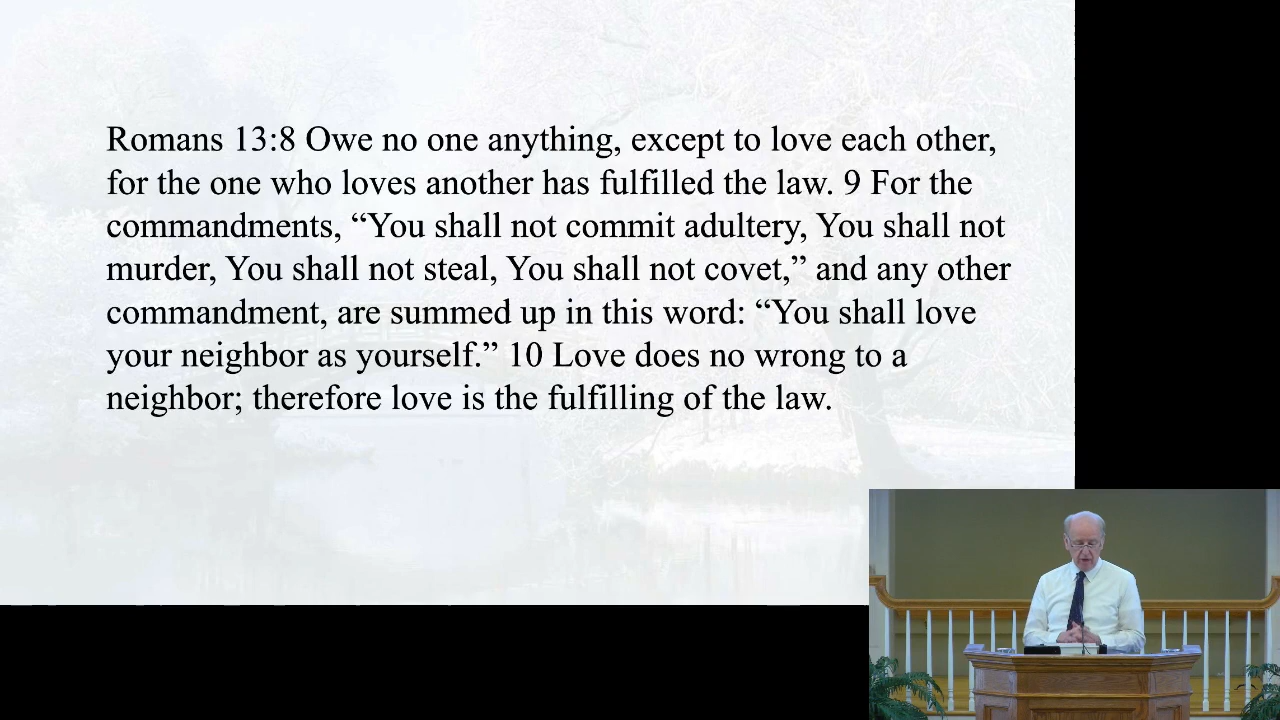 Romans 13:8 Owe no one anything, except to love each other,
for the one who loves another has fulfilled the law. 9 For the
commandments, “You shall not commit adultery, You shall not
murder, You shall not steal, You shall not covet,” and any other
commandment, are summed up in this word: “You shall love
your neighbor as yourself.” 10 Love does no wrong to a
neighbor; therefore love is the fulfilling of the law.